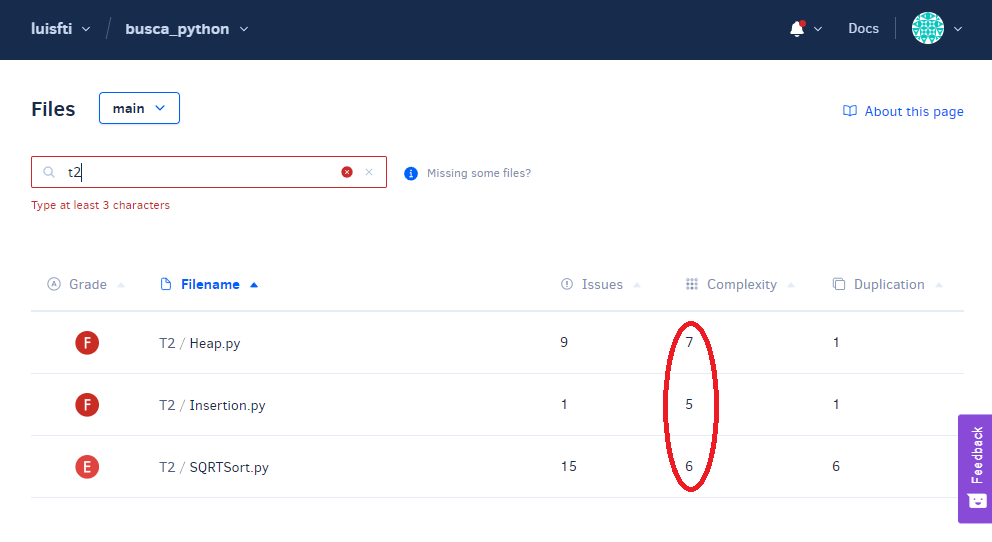 luisfti / busca_python Docs
Files main About this page
t2 Missing some files?
Type at least 3 characters
Grade Filename Issues Complexity Duplication
F T2 / Heap.py 9 7 1
F T2 / Insertion.py 1 5 1
E T2 / SQRTSort.py 15 6 6
Feedback